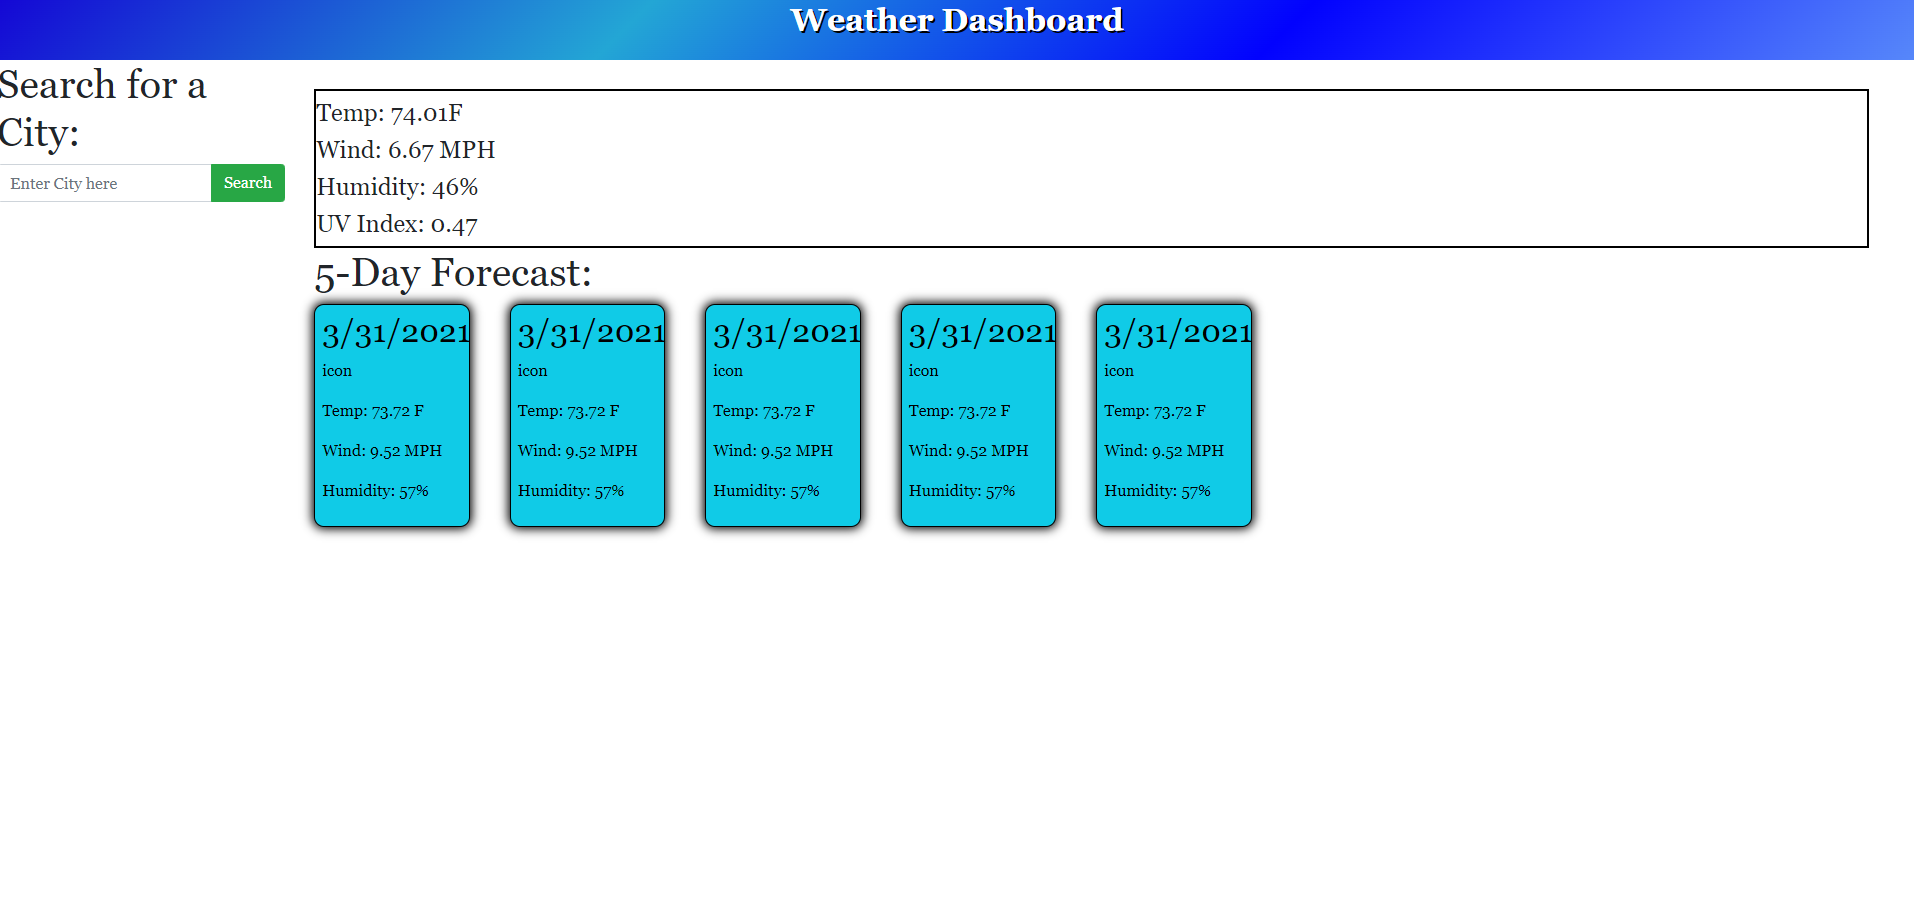 Weather Dashboard
Search for a
City:
Enter City here
Search
Temp: 74.01F
Wind: 6.67 MPH
Humidity: 46%
UV Index: 0.47
5-Day Forecast:
3/31/2021
icon
Temp: 73.72 F
Wind: 9.52 MPH
Humidity: 57%
3/31/2021
icon
Temp: 73.72 F
Wind: 9.52 MPH
Humidity: 57%
3/31/2021
icon
Temp: 73.72 F
Wind: 9.52 MPH
Humidity: 57%
3/31/2021
icon
Temp: 73.72 F
Wind: 9.52 MPH
Humidity: 57%
3/31/2021
icon
Temp: 73.72 F
Wind: 9.52 MPH
Humidity: 57%